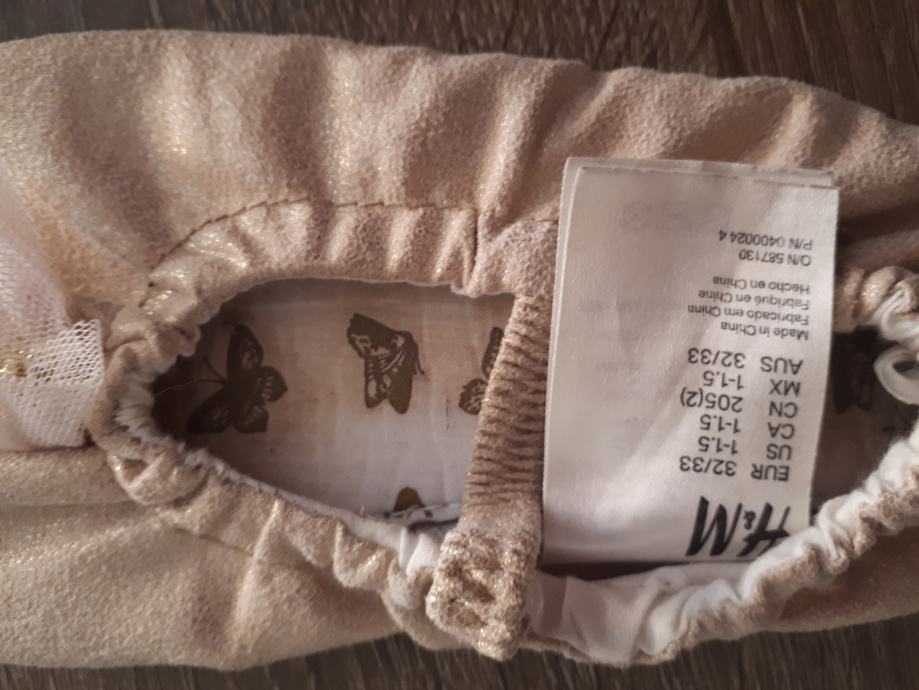 H&M
EUR 32/33
US 1-1.5
CA 1-1.5
CN 205(2)
MX 1-1.5
AUS 32/33
Made in China
Fabricado em China
Fabriqué en Chine
Hecho en China
O/N 587130
P/N 0400024 4